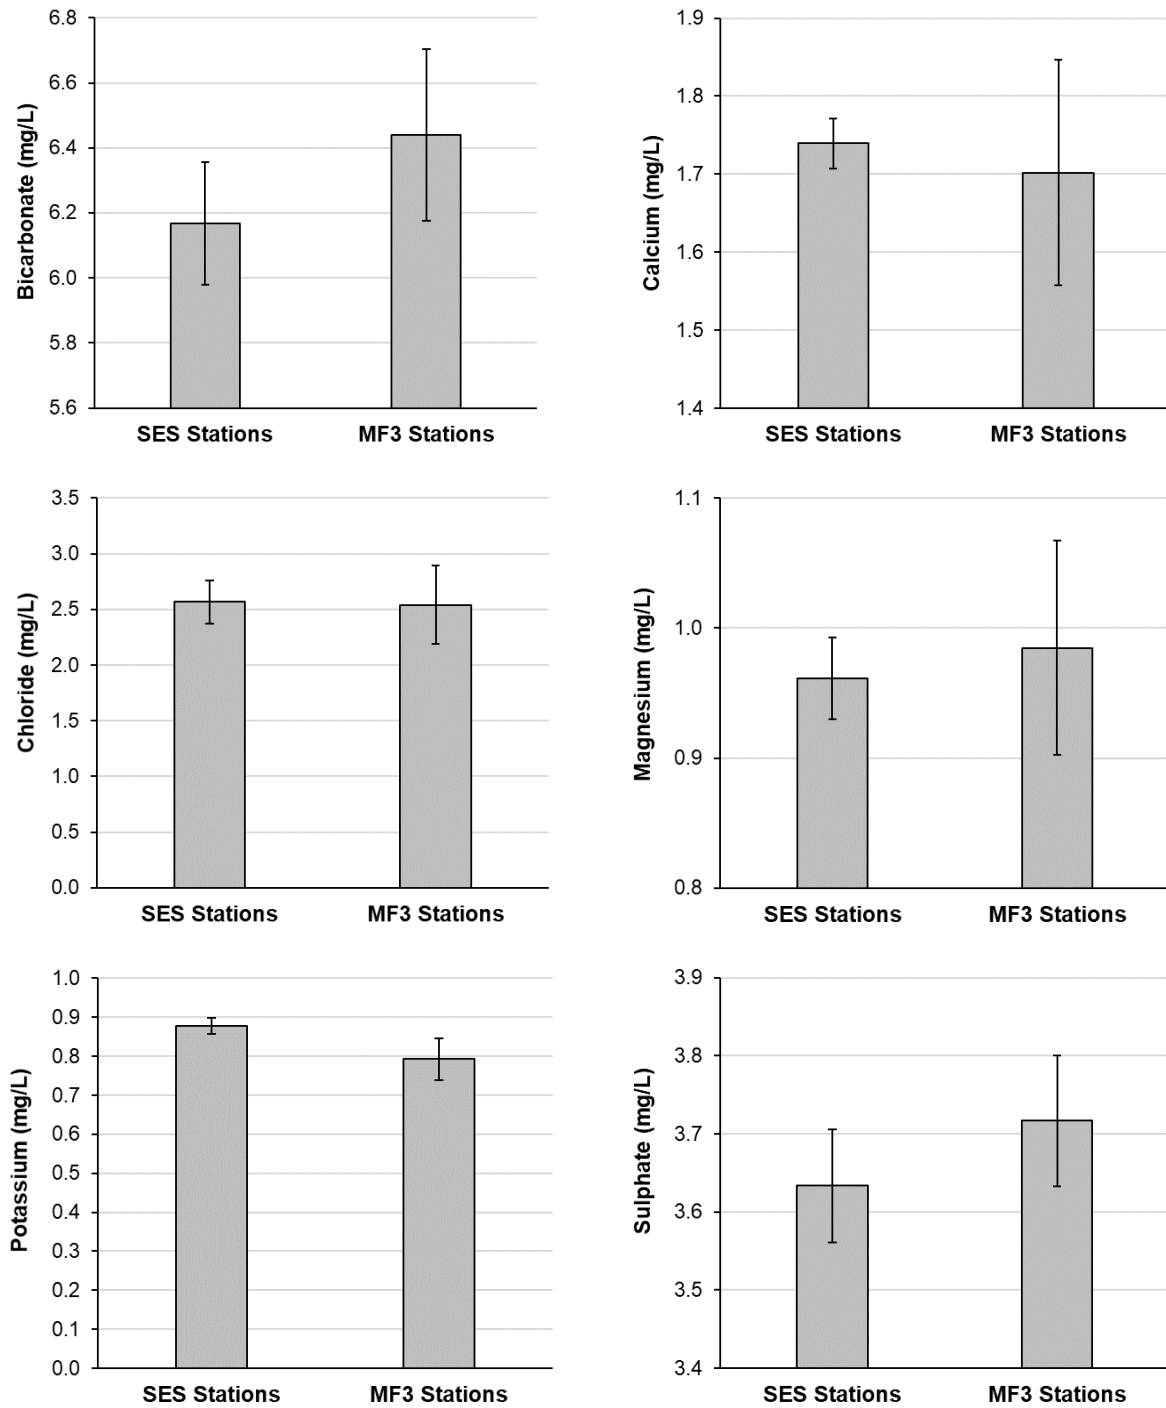 Bicarbonate (mg/L)
6.8
6.6
6.4
6.2
6.0
5.8
5.6
SES Stations
MF3 Stations
Calcium (mg/L)
1.9
1.8
1.7
1.6
1.5
1.4
SES Stations
MF3 Stations
Chloride (mg/L)
3.5
3.0
2.5
2.0
1.5
1.0
0.5
0.0
SES Stations
MF3 Stations
Magnesium (mg/L)
1.1
1.0
0.9
0.8
SES Stations
MF3 Stations
Potassium (mg/L)
1.0
0.9
0.8
0.7
0.6
0.5
0.4
0.3
0.2
0.1
0.0
SES Stations
MF3 Stations
Sulphate (mg/L)
3.9
3.8
3.7
3.6
3.5
3.4
SES Stations
MF3 Stations